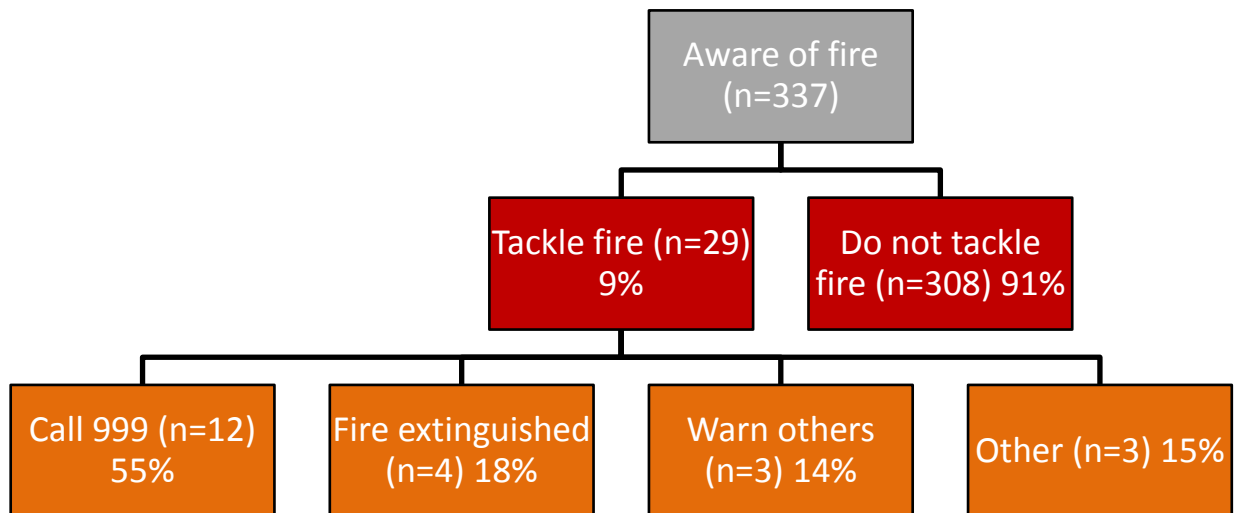 Aware of fire
(n=337)
Tackle fire (n=29)
9%
Do not tackle
fire (n=308) 91%
Call 999 (n=12)
55%
Fire extinguished
(n=4) 18%
Warn others
(n=3) 14%
Other (n=3) 15%